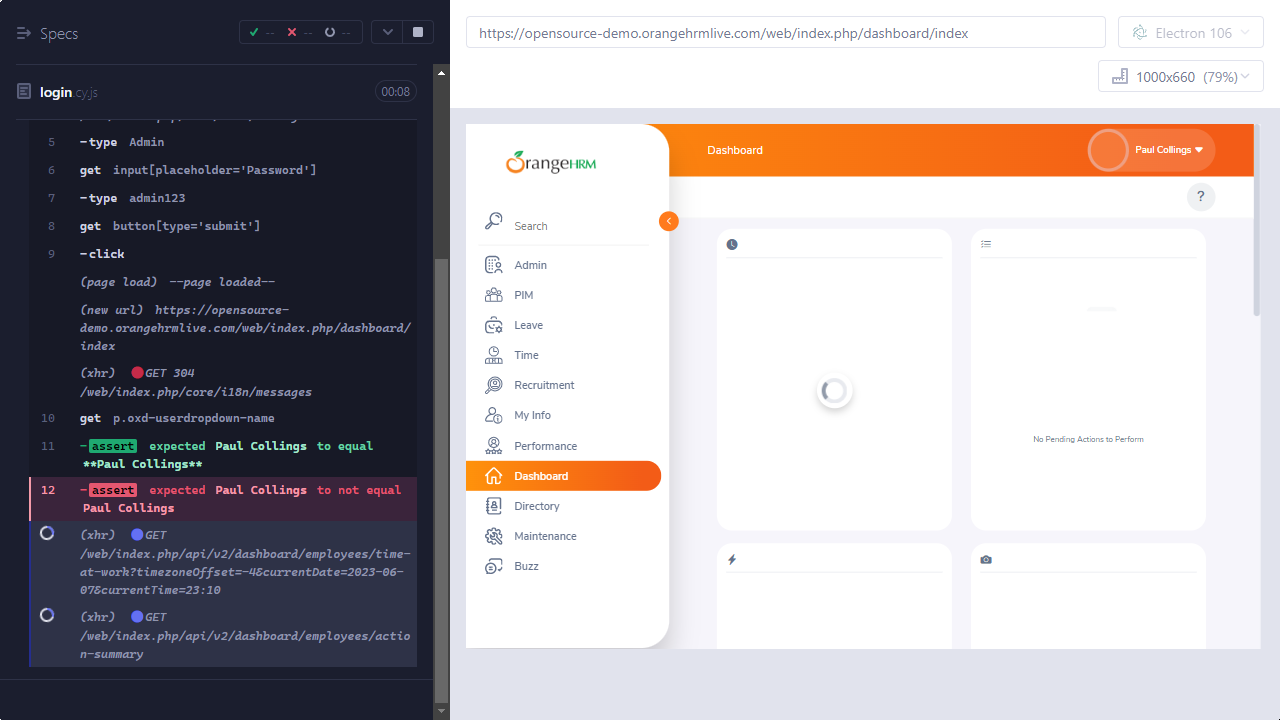 Specs
✓ -- ✕ -- --
https://opensource-demo.orangehrmlive.com/web/index.php/dashboard/index
Electron 106
1000x660 (79%)
login.cy.js
00:08
5 -type Admin
6 get input[placeholder='Password']
7 -type admin123
8 get button[type='submit']
9 -click
(page load) --page loaded--
(new url) https://opensource-
demo.orangehrmlive.com/web/index.php/dashboard/
index
(xhr) GET 304
/web/index.php/core/i18n/messages
10 get p.oxd-userdropdown-name
11 -assert expected Paul Collings to equal
**Paul Collings**
12 -assert expected Paul Collings to not equal
Paul Collings
(xhr) GET
/web/index.php/api/v2/dashboard/employees/time-
at-work?timezoneOffset=-4&currentDate=2023-06-
07&currentTime=23:10
(xhr) GET
/web/index.php/api/v2/dashboard/employees/actio
n-summary
OrangeHRM
Search
Admin
PIM
Leave
Time
Recruitment
My Info
Performance
Dashboard
Directory
Maintenance
Buzz
Dashboard
Paul Collings
?
No Pending Actions to Perform